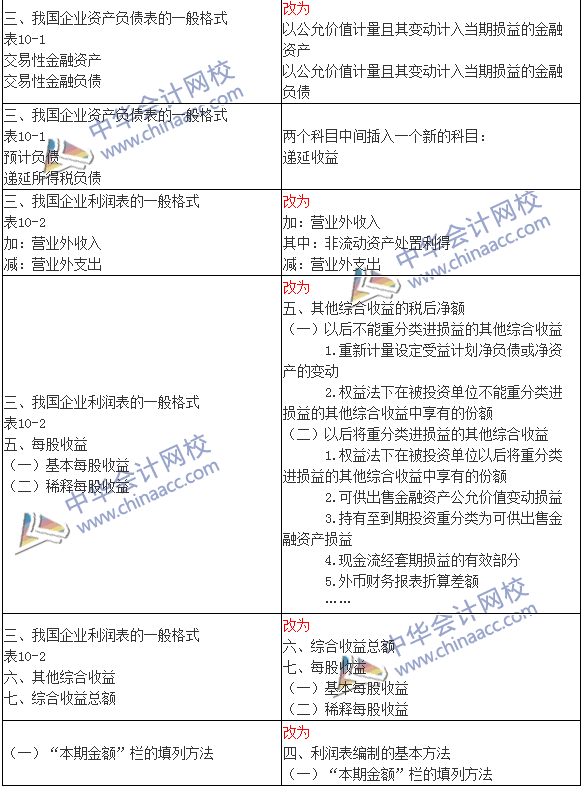 三、我国企业资产负债表的一般格式
表10-1
交易性金融资产
交易性金融负债
改为
以公允价值计量且其变动计入当期损益的金融
资产
以公允价值计量且其变动计入当期损益的金融
负债
三、我国企业资产负债表的一般格式
表10-1
预计负债
递延所得税负债
两个科目中间插入一个新的科目：
递延收益
三、我国企业利润表的一般格式
表10-2
加：营业外收入
减：营业外支出
改为
加：营业外收入
其中：非流动资产处置利得
减：营业外支出
三、我国企业利润表的一般格式
表10-2
五、每股收益
（一）基本每股收益
（二）稀释每股收益
改为
五、其他综合收益的税后净额
（一）以后不能重分类进损益的其他综合收益
1.重新计量设定受益计划净负债或净资
产的变动
2.权益法下在被投资单位不能重分类进
损益的其他综合收益中享有的份额
（二）以后将重分类进损益的其他综合收益
1.权益法下在被投资单位以后将重分类
进损益的其他综合收益中享有的份额
2.可供出售金融资产公允价值变动损益
3.持有至到期投资重分类为可供出售金
融资产损益
4.现金流经套期损益的有效部分
5.外币财务报表折算差额
……
三、我国企业利润表的一般格式
表10-2
六、其他综合收益
七、综合收益总额
改为
六、综合收益总额
七、每股收益
（一）基本每股收益
（二）稀释每股收益
（一）“本期金额”栏的填列方法
改为
四、利润表编制的基本方法
（一）“本期金额”栏的填列方法
中华会计网校
www.chinaacc.com
中华会计网校
www.chinaacc.com
中华会计网校
www.chinaacc.com
中华会计网校
www.chinaacc.com